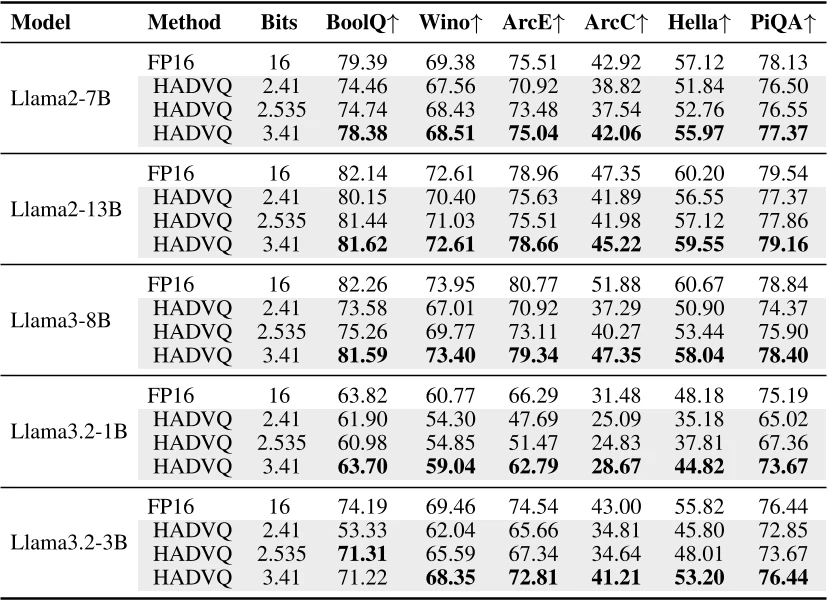 Model Method Bits BoolQ↑ Wino↑ ArcE↑ ArcC↑ Hella↑ PiQA↑
Llama2-7B
FP16 16 79.39 69.38 75.51 42.92 57.12 78.13
HADVQ 2.41 74.46 67.56 70.92 38.82 51.84 76.50
HADVQ 2.535 74.74 68.43 73.48 37.54 52.76 76.55
HADVQ 3.41 78.38 68.51 75.04 42.06 55.97 77.37
Llama2-13B
FP16 16 82.14 72.61 78.96 47.35 60.20 79.54
HADVQ 2.41 80.15 70.40 75.63 41.89 56.55 77.37
HADVQ 2.535 81.44 71.03 75.51 41.98 57.12 77.86
HADVQ 3.41 81.62 72.61 78.66 45.22 59.55 79.16
Llama3-8B
FP16 16 82.26 73.95 80.77 51.88 60.67 78.84
HADVQ 2.41 73.58 67.01 70.92 37.29 50.90 74.37
HADVQ 2.535 75.26 69.77 73.11 40.27 53.44 75.90
HADVQ 3.41 81.59 73.40 79.34 47.35 58.04 78.40
Llama3.2-1B
FP16 16 63.82 60.77 66.29 31.48 48.18 75.19
HADVQ 2.41 61.90 54.30 47.69 25.09 35.18 65.02
HADVQ 2.535 60.98 54.85 51.47 24.83 37.81 67.36
HADVQ 3.41 63.70 59.04 62.79 28.67 44.82 73.67
Llama3.2-3B
FP16 16 74.19 69.46 74.54 43.00 55.82 76.44
HADVQ 2.41 53.33 62.04 65.66 34.81 45.80 72.85
HADVQ 2.535 71.31 65.59 67.34 34.64 48.01 73.67
HADVQ 3.41 71.22 68.35 72.81 41.21 53.20 76.44